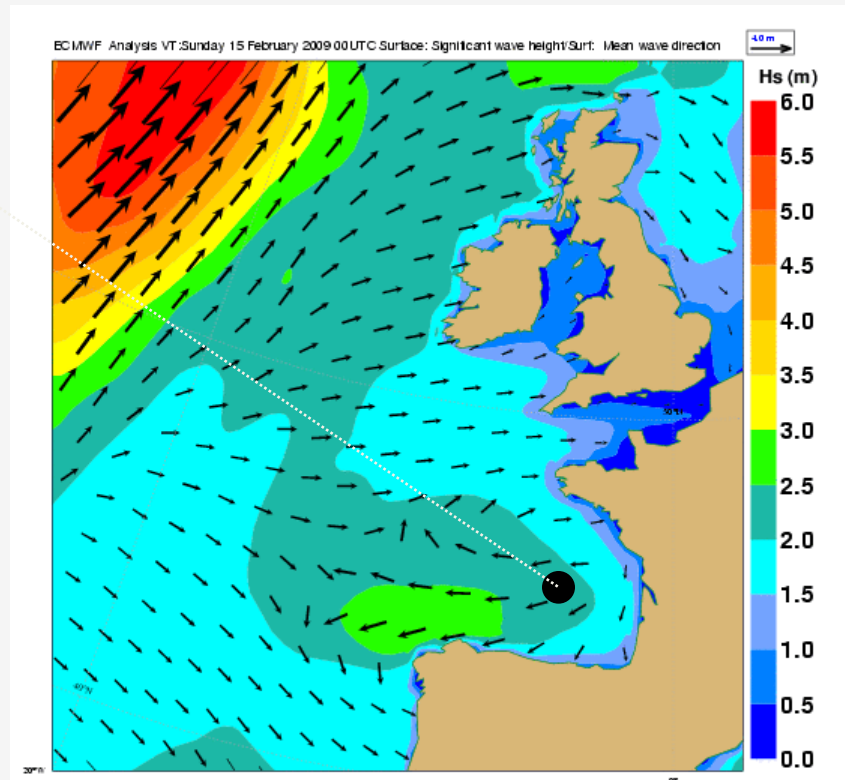 4.0 m
ECMWF Analysis VT:Sunday 15 February 2009 00UTC Surface: Significant wave height/Surf: Mean wave direction
Hs (m)
6.0
5.5
5.0
4.5
4.0
3.5
3.0
2.5
2.0
1.5
1.0
0.5
0.0
40°N
20°W